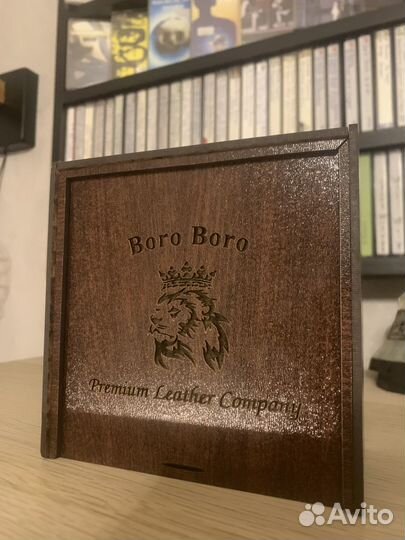 Boro Boro
Premium Leather Company
Avito